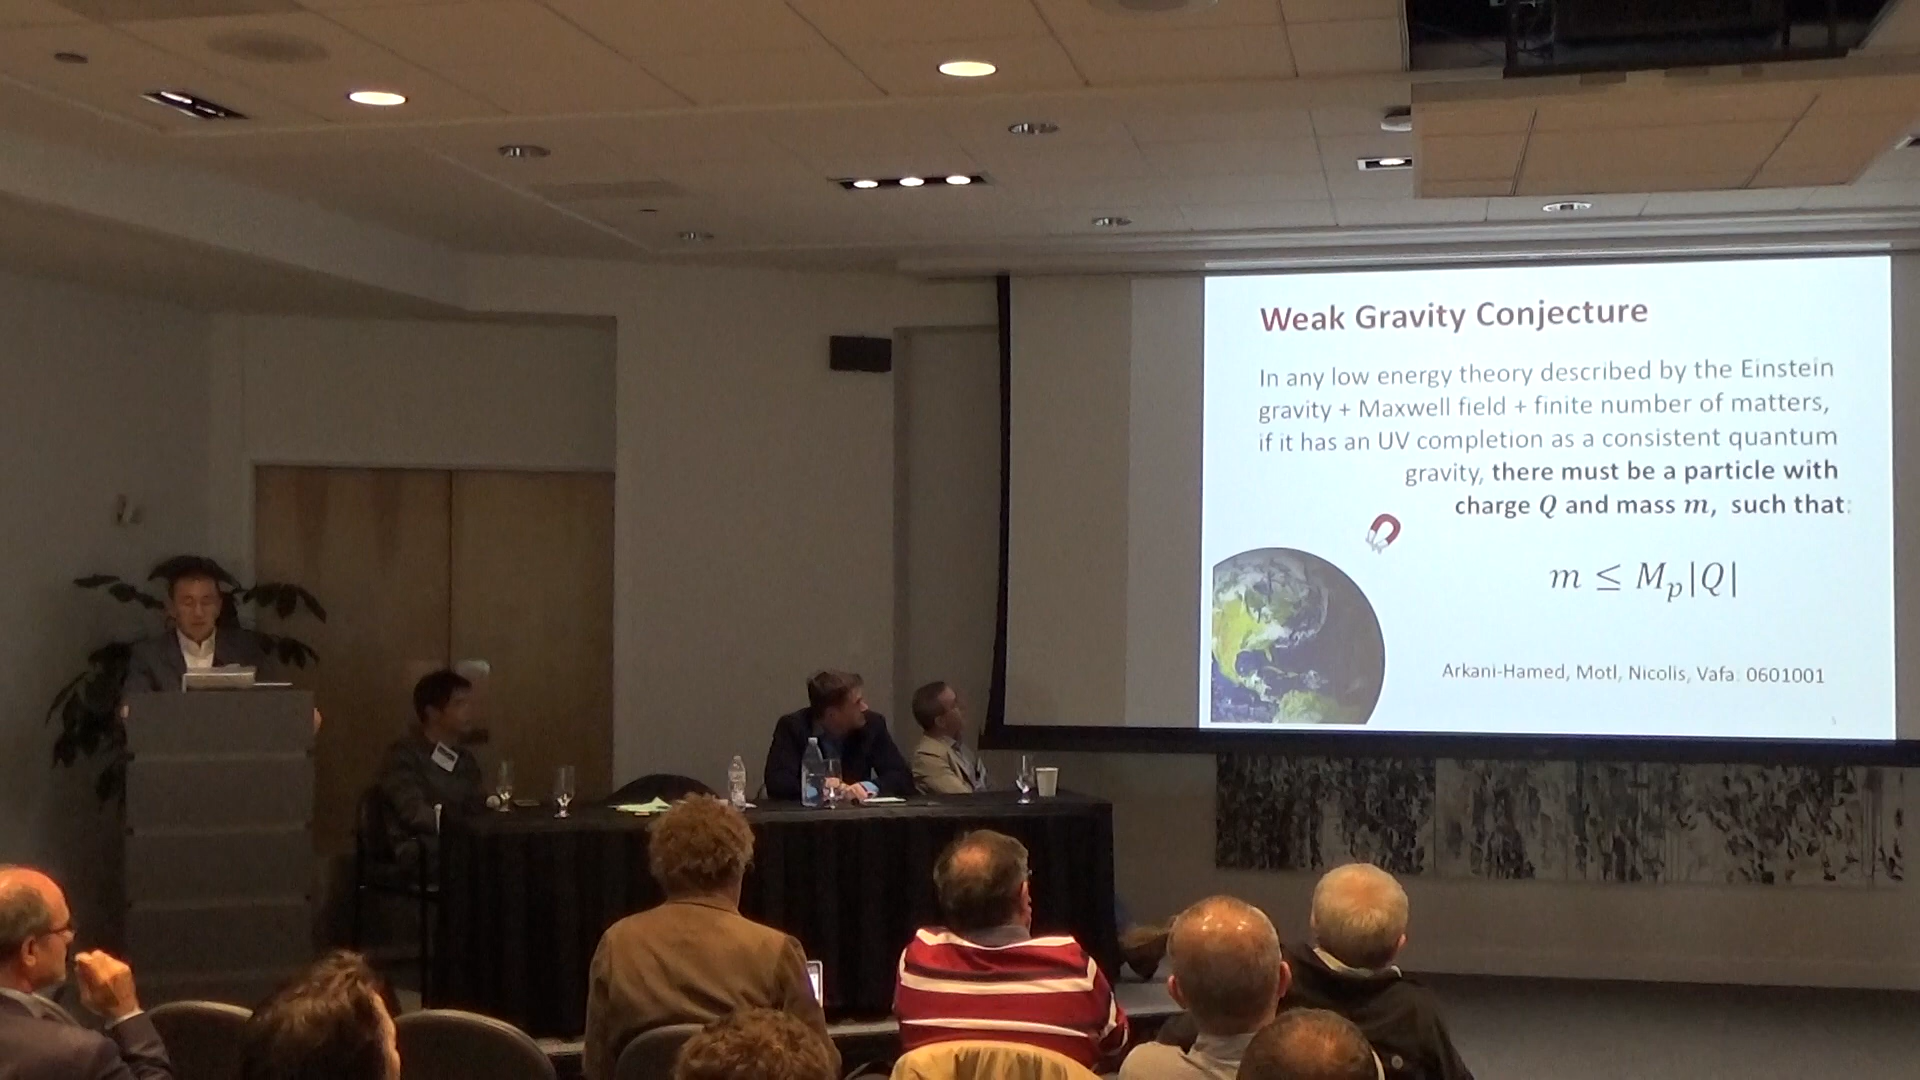 Weak Gravity Conjecture
In any low energy theory described by the Einstein
gravity + Maxwell field + finite number of matters,
if it has an UV completion as a consistent quantum
gravity, there must be a particle with
charge Q and mass m, such that:
m ≤ Mₚ|Q|
Arkani-Hamed, Motl, Nicolis, Vafa: 0601001
5